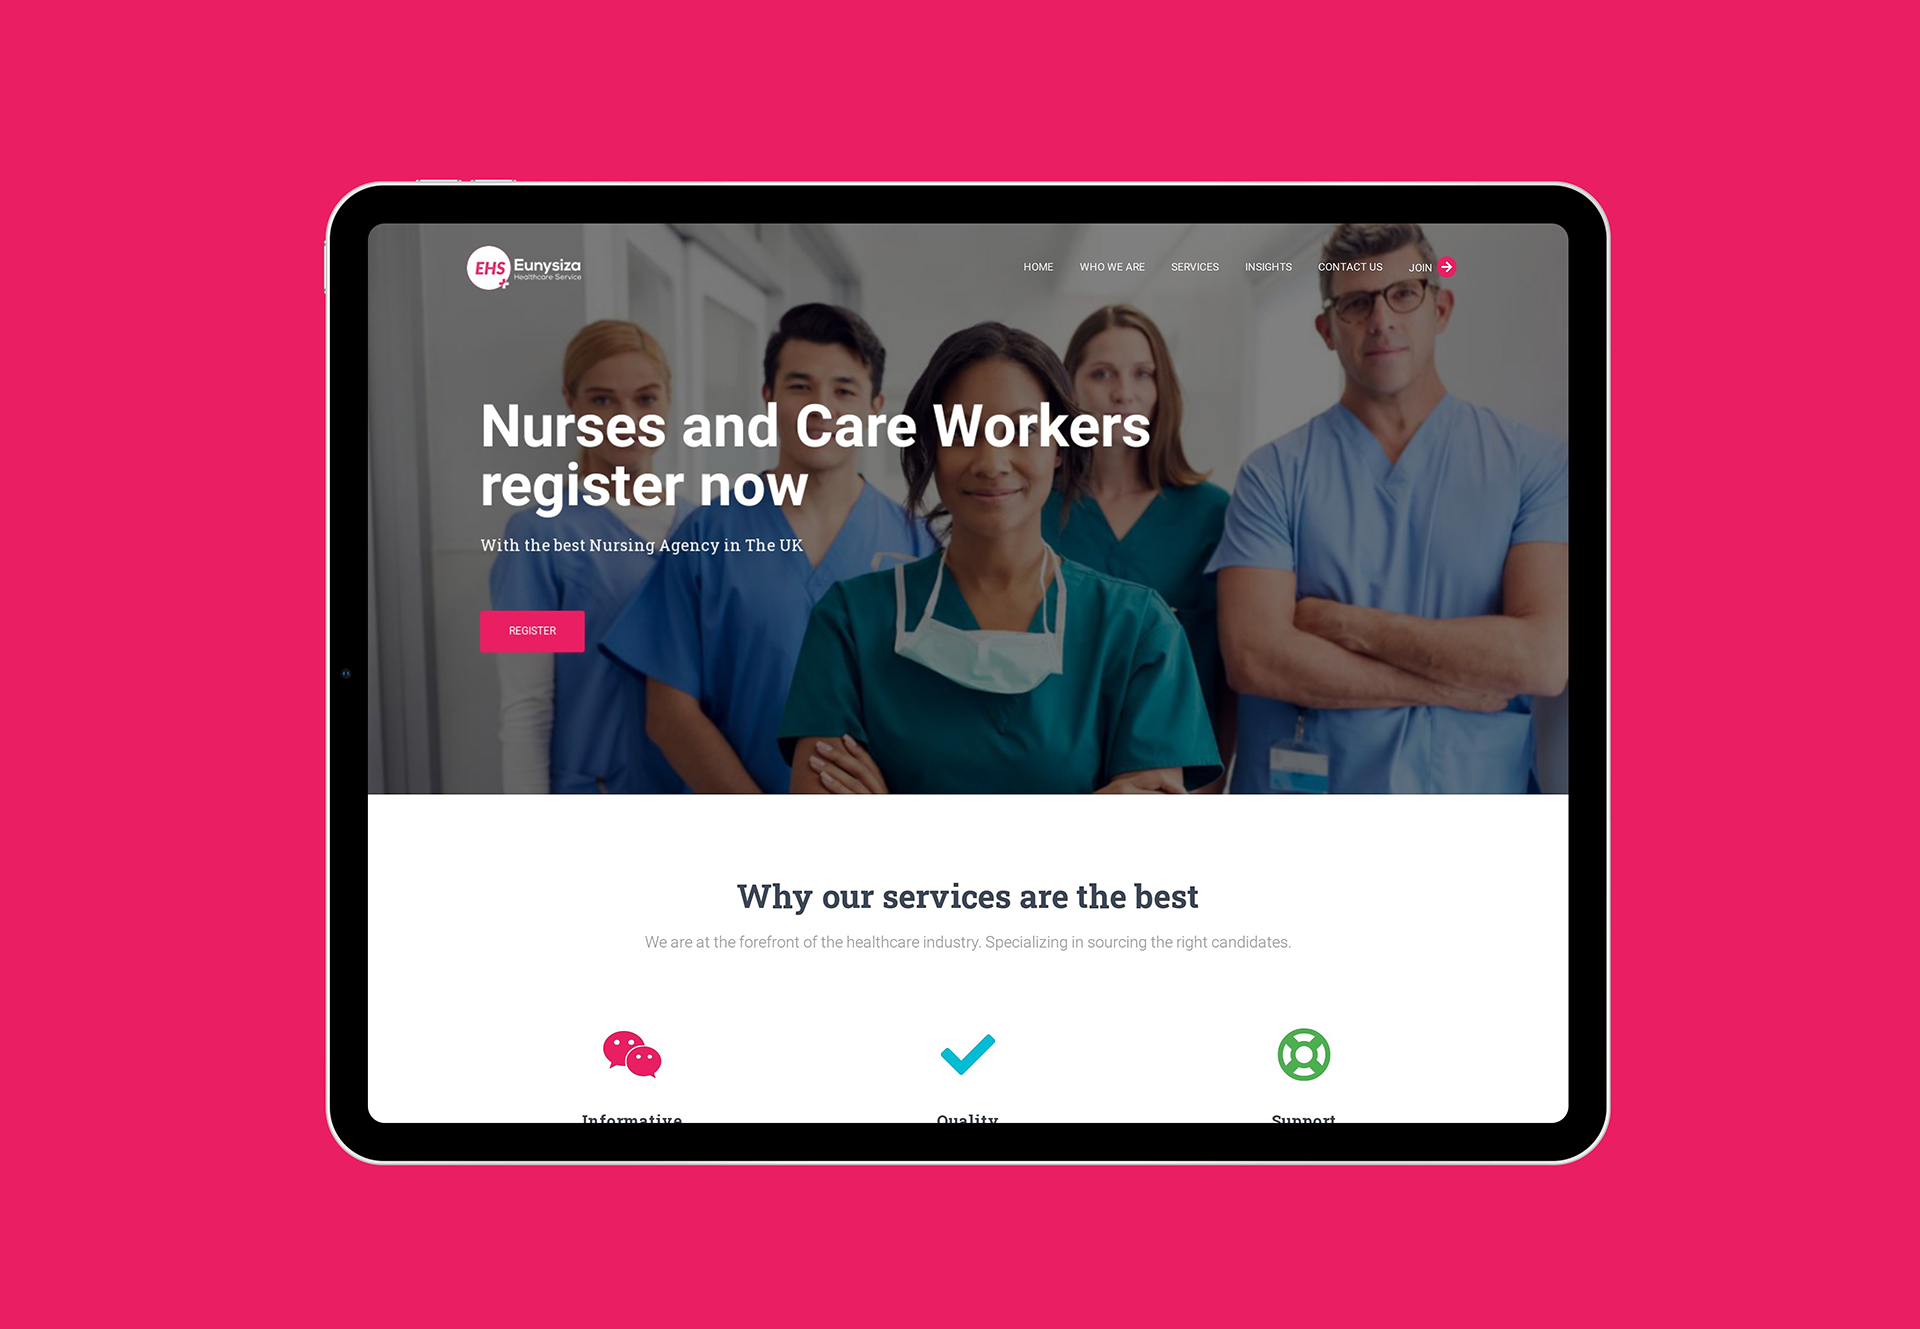 EHS Eunysiza
Healthcare Service
HOME WHO WE ARE SERVICES INSIGHTS CONTACT US JOIN
Nurses and Care Workers
register now
With the best Nursing Agency in The UK
REGISTER
Why our services are the best
We are at the forefront of the healthcare industry. Specializing in sourcing the right candidates.
Informative Quality Support